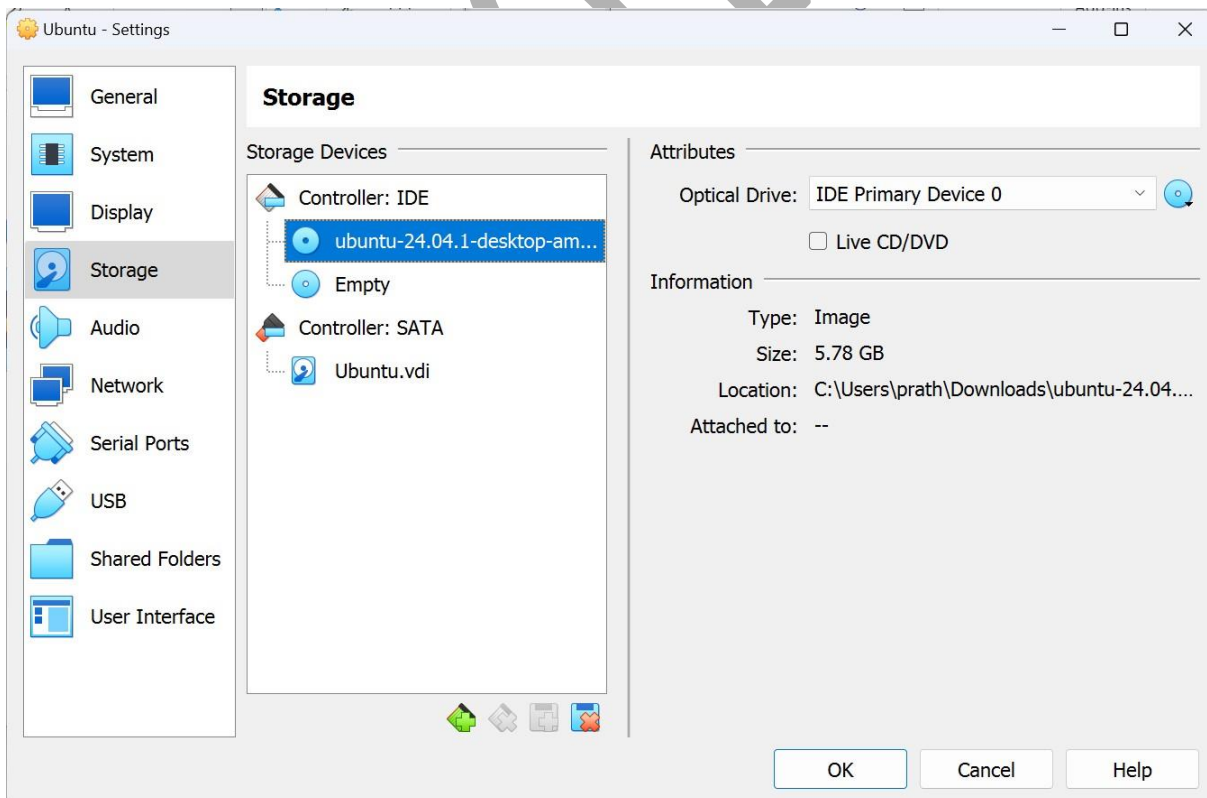 Ubuntu - Settings
General
System
Display
Storage
Audio
Network
Serial Ports
USB
Shared Folders
User Interface
Storage
Storage Devices
Controller: IDE
ubuntu-24.04.1-desktop-am...
Empty
Controller: SATA
Ubuntu.vdi
Attributes
Optical Drive: IDE Primary Device 0
Live CD/DVD
Information
Type: Image
Size: 5.78 GB
Location: C:\Users\prath\Downloads\ubuntu-24.04....
Attached to: --
OK Cancel Help